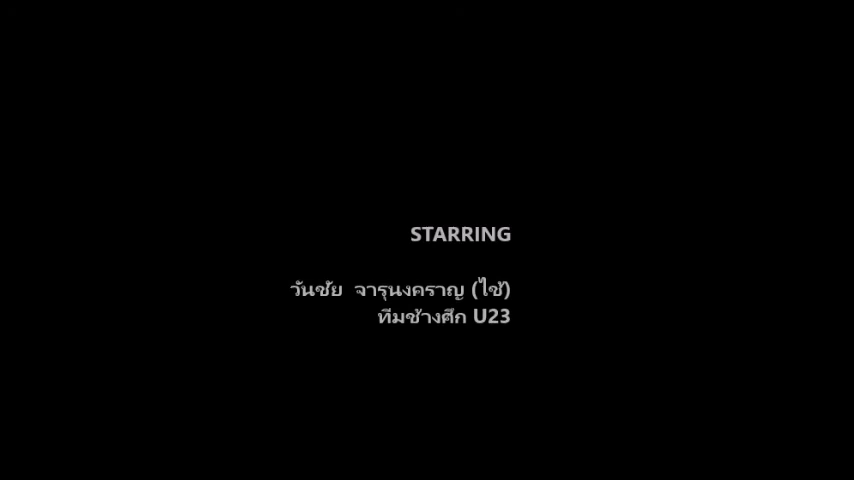 STARRING
วันชัย จารุนงคราญ (ไช้)
ทีมช้างศึก U23